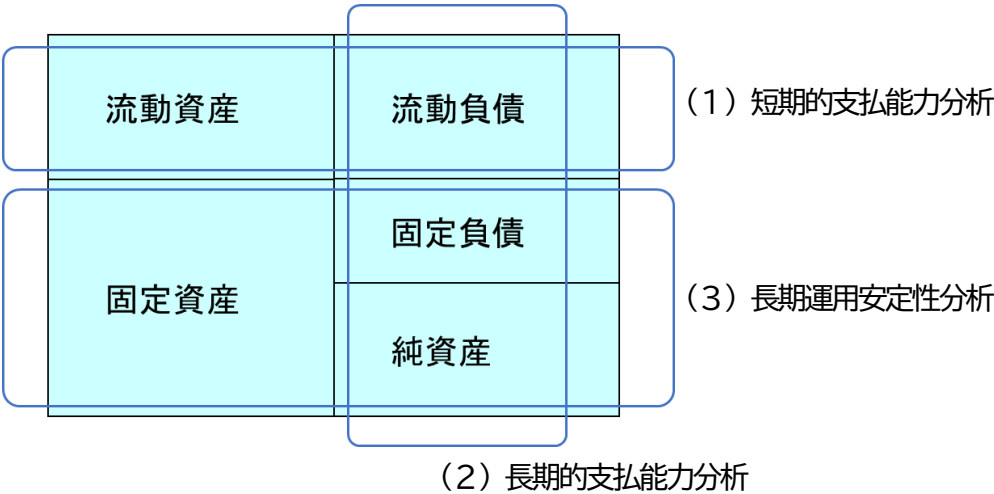 流動資産
流動負債
（1）短期的支払能力分析
固定負債
固定資産
（3）長期運用安定性分析
純資産
（2）長期的支払能力分析